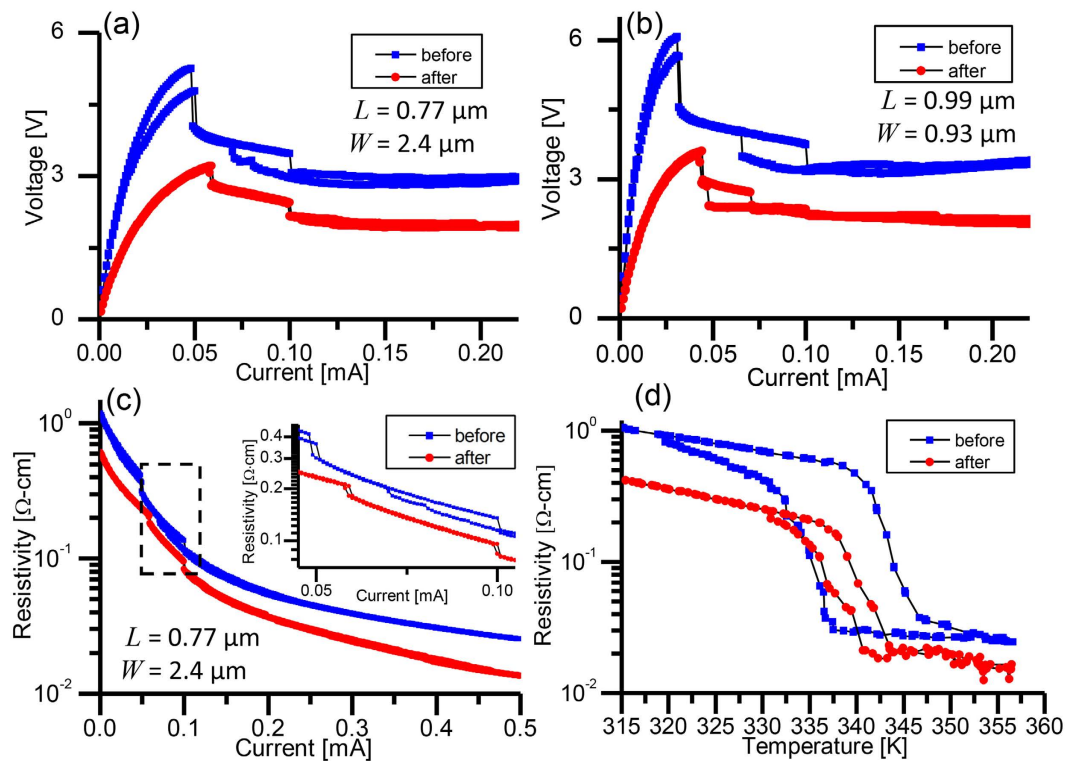 (a)
before
after
L = 0.77 μm
W = 2.4 μm
Voltage [V]
6
3
0
0.00 0.05 0.10 0.15 0.20
Current [mA]
(b)
before
after
L = 0.99 μm
W = 0.93 μm
Voltage [V]
6
3
0
0.00 0.05 0.10 0.15 0.20
Current [mA]
(c)
Resistivity [Ω-cm]
10⁰
10⁻¹
10⁻²
L = 0.77 μm
W = 2.4 μm
0.0 0.1 0.2 0.3 0.4 0.5
Current [mA]
before
after
Resistivity [Ω·cm]
0.4
0.3
0.2
0.1
0.05 0.10
Current [mA]
(d)
before
after
Resistivity [Ω-cm]
10⁰
10⁻¹
10⁻²
315 320 325 330 335 340 345 350 355 360
Temperature [K]